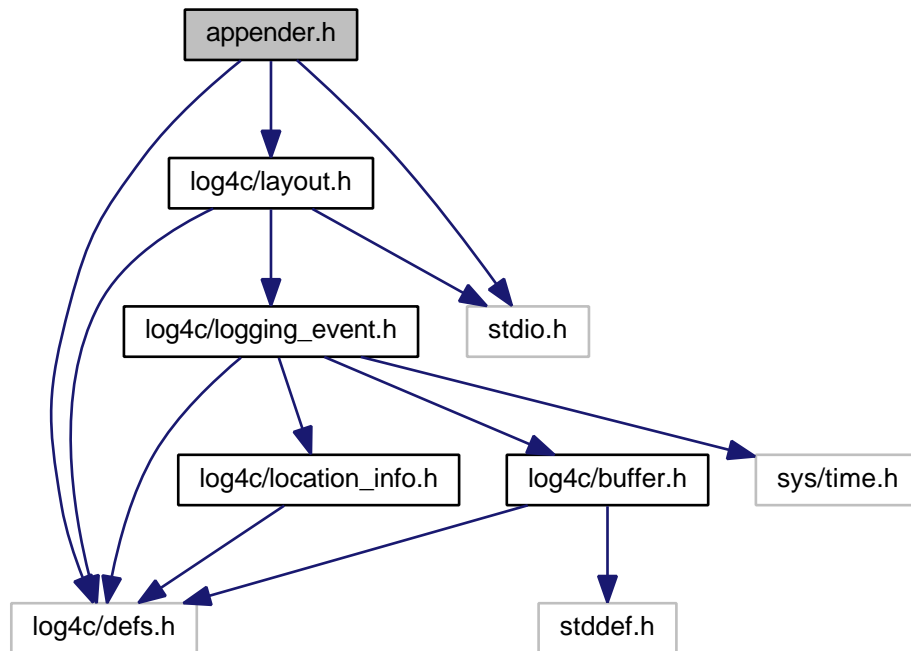 appender.h
log4c/layout.h
log4c/logging_event.h
stdio.h
log4c/location_info.h
log4c/buffer.h
sys/time.h
log4c/defs.h
stddef.h